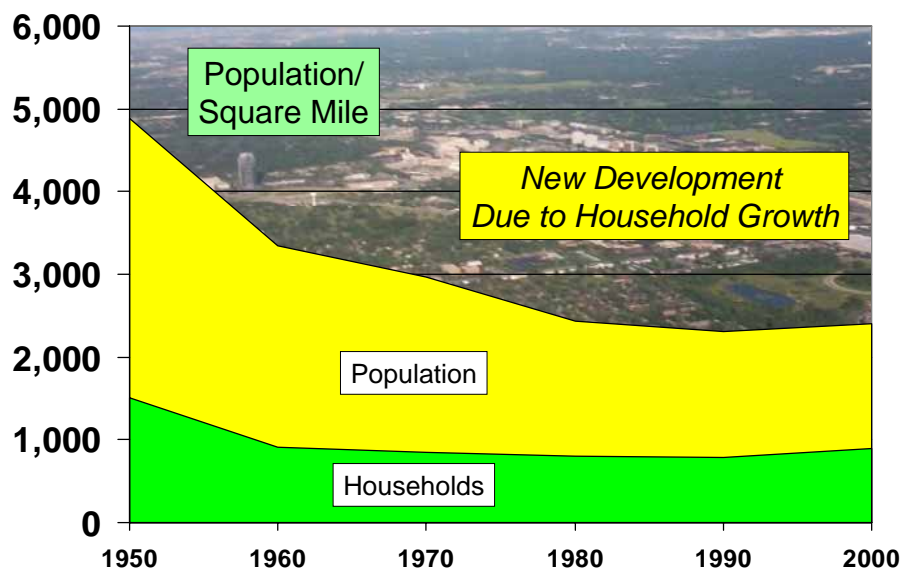 6,000
5,000
4,000
3,000
2,000
1,000
0
Population/
Square Mile
New Development
Due to Household Growth
Population
Households
1950 1960 1970 1980 1990 2000